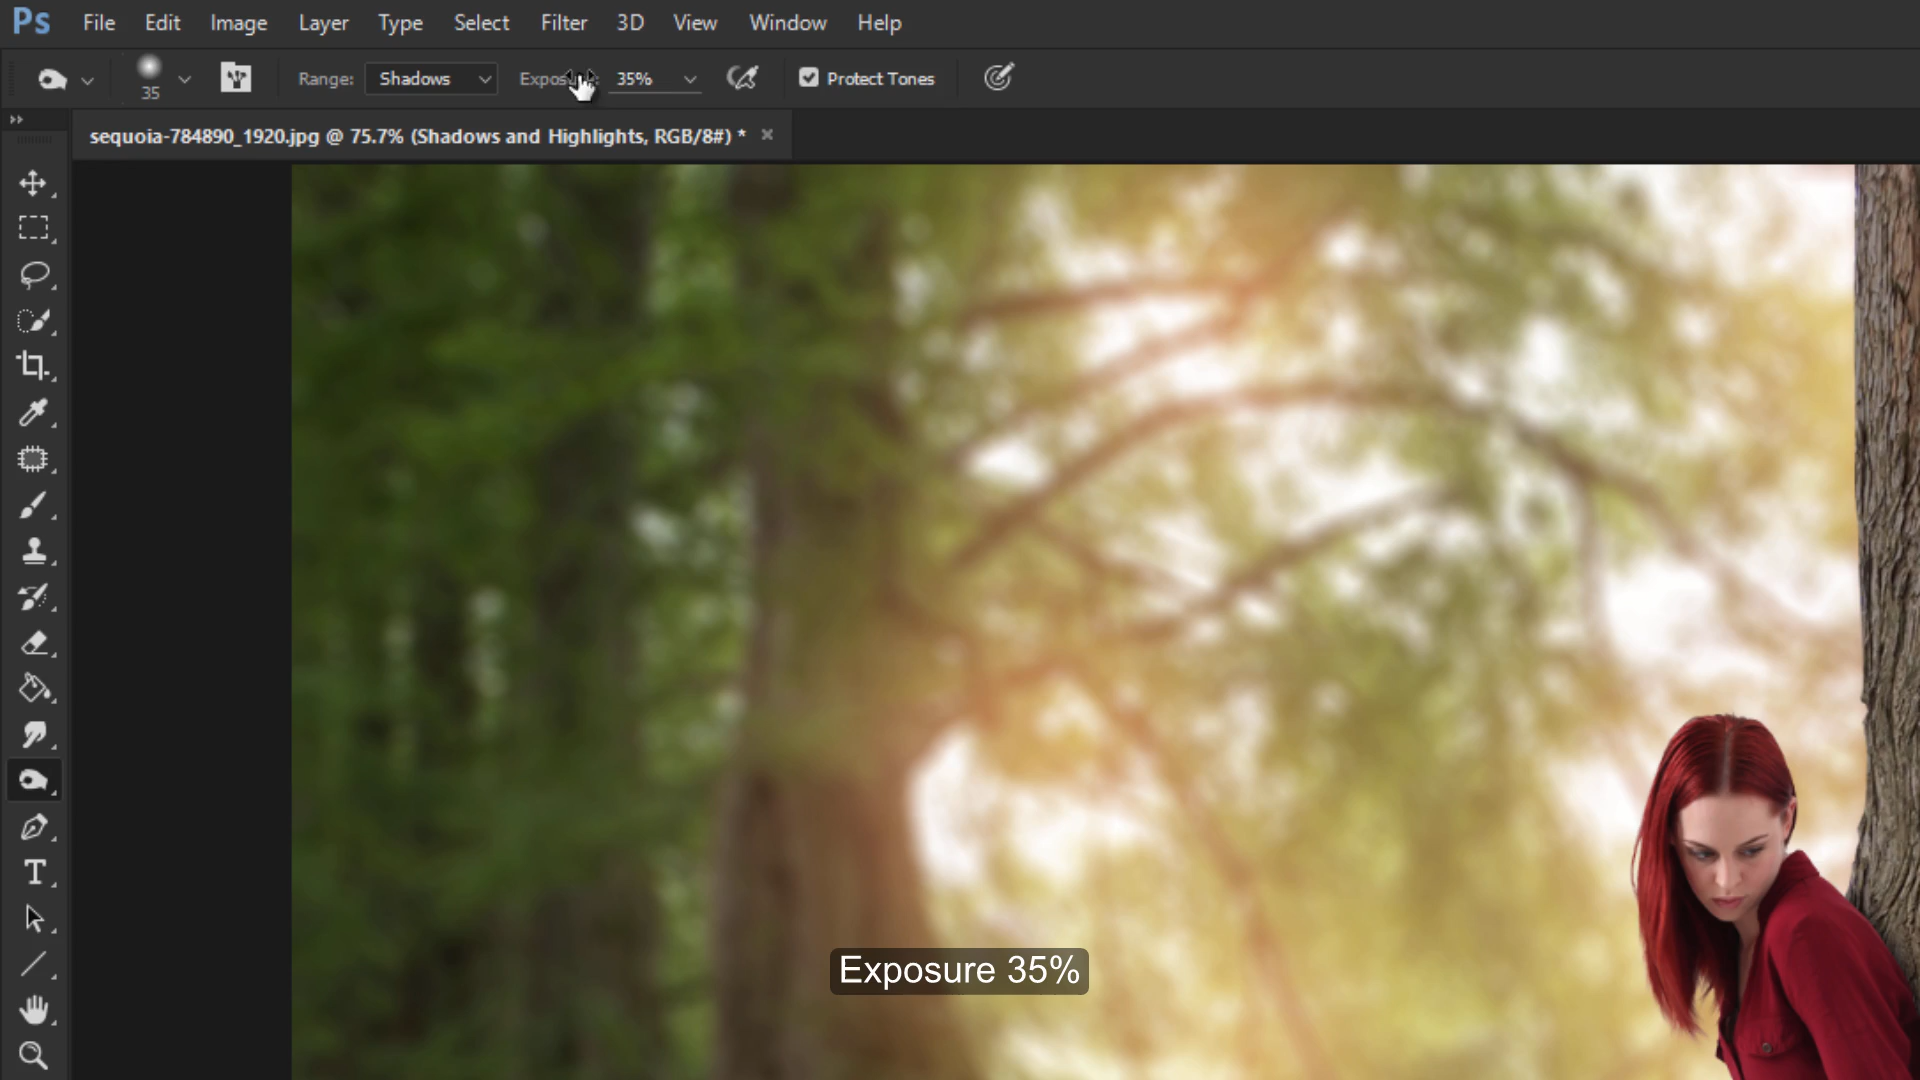 Ps File Edit Image Layer Type Select Filter 3D View Window Help
35 Range: Shadows 35% Protect Tones
sequoia-784890_1920.jpg @ 75.7% (Shadows and Highlights, RGB/8#) * ×
T
Exposure 35%